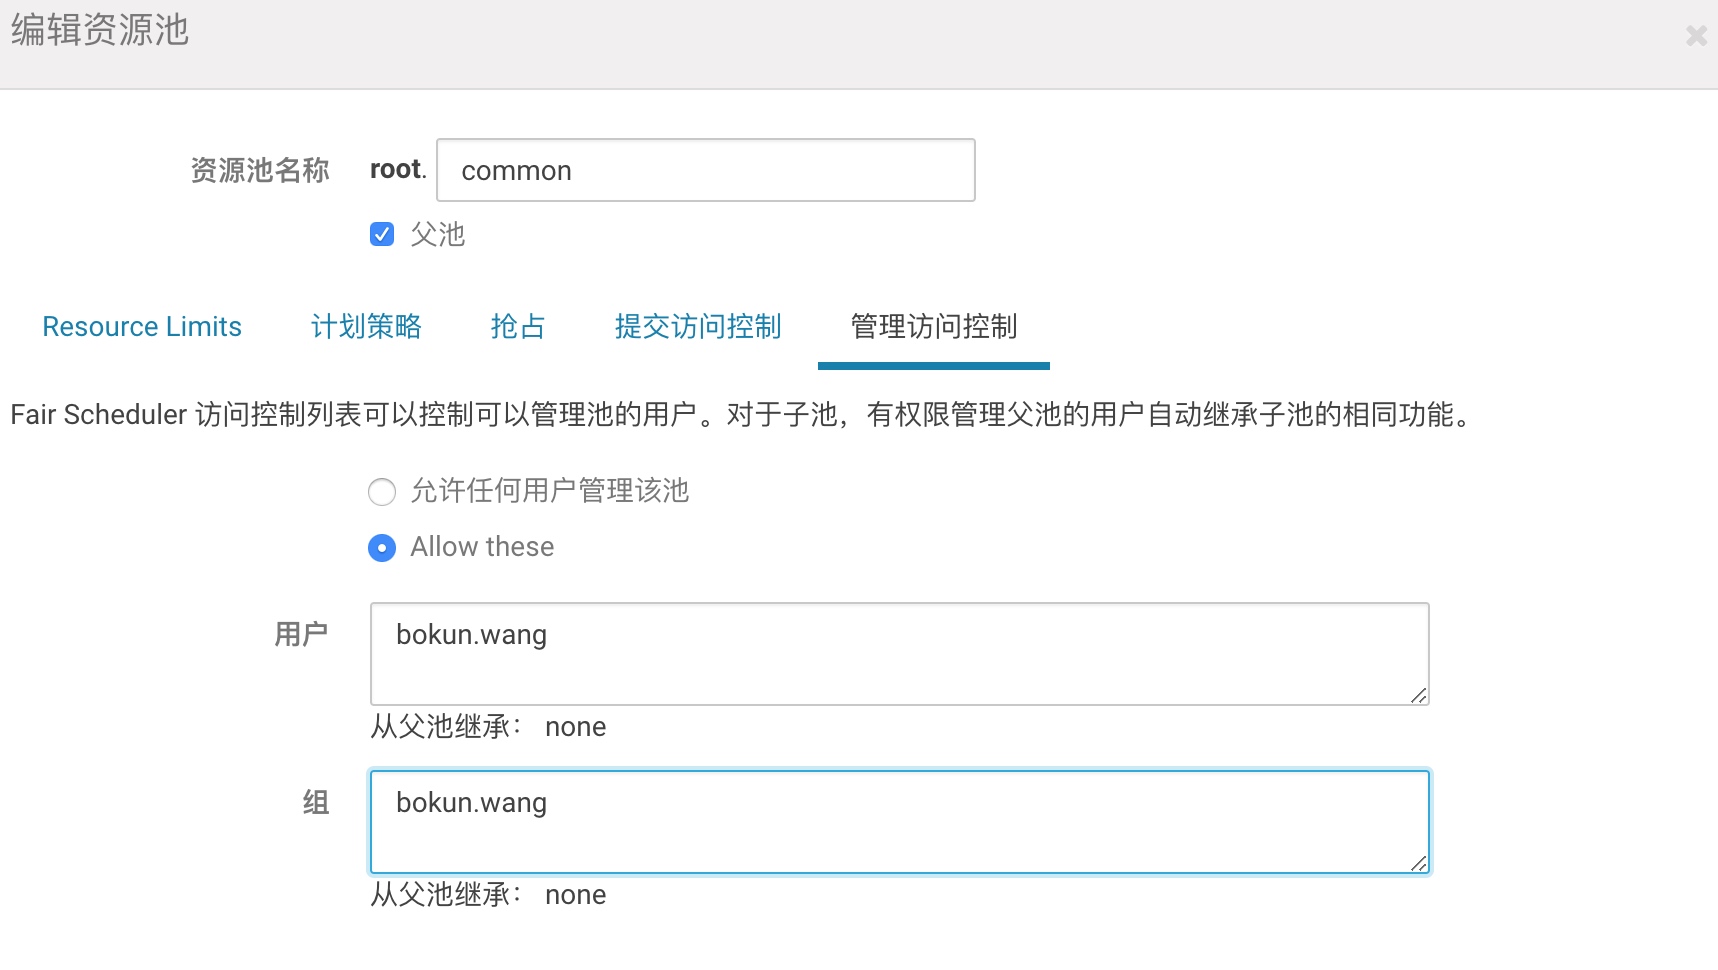 编辑资源池
资源池名称 root. common
父池
Resource Limits 计划策略 抢占 提交访问控制 管理访问控制
Fair Scheduler 访问控制列表可以控制可以管理池的用户。对于子池，有权限管理父池的用户自动继承子池的相同功能。
允许任何用户管理该池
Allow these
用户 bokun.wang
从父池继承： none
组 bokun.wang
从父池继承： none